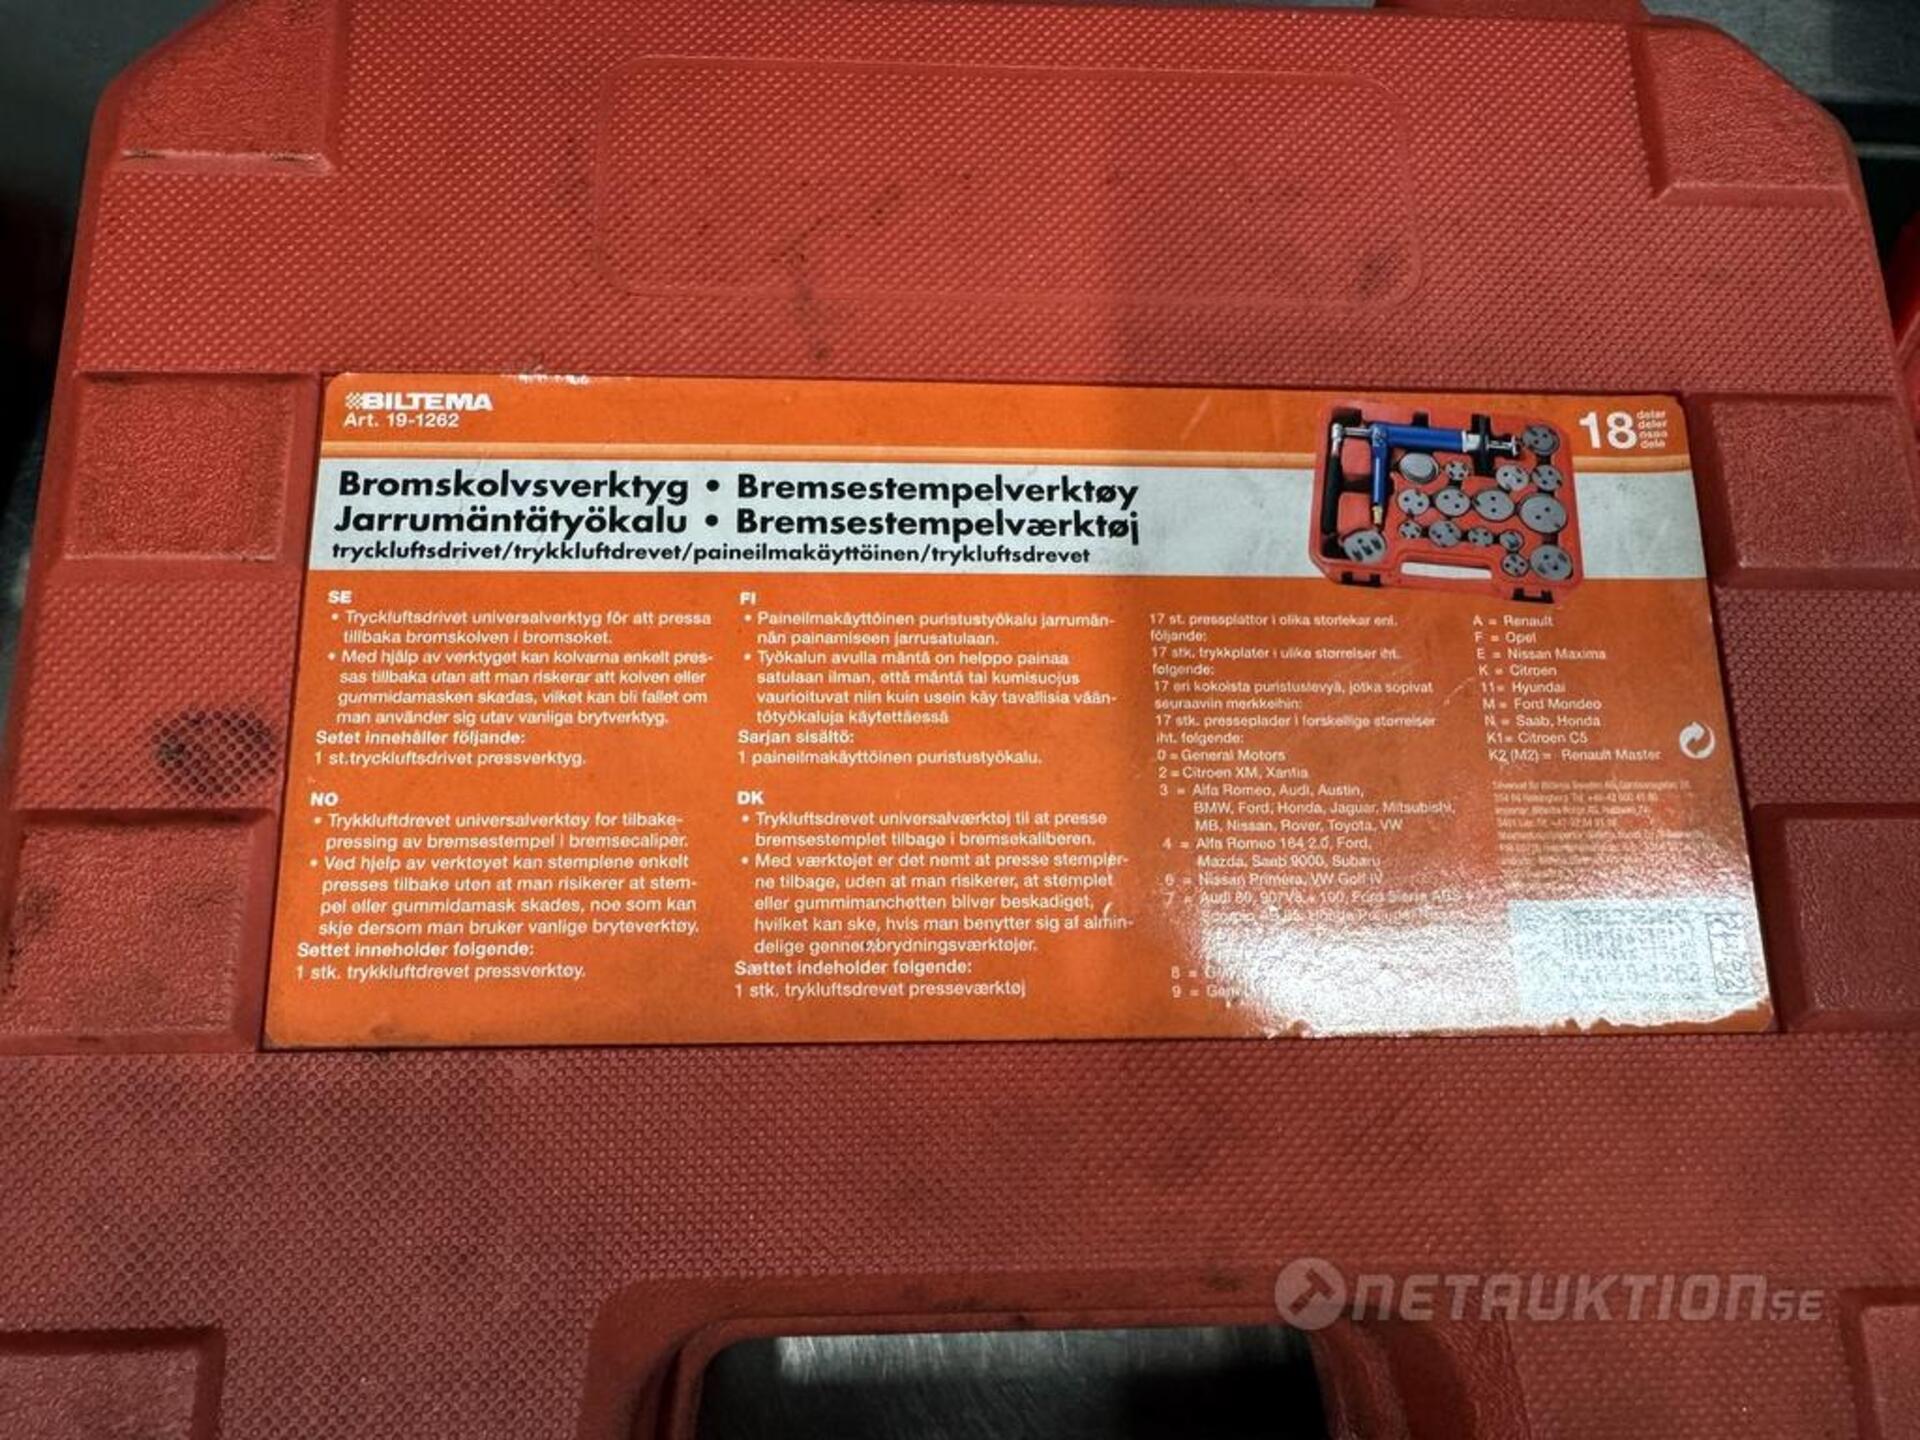 BILTEMA
Art. 19-1262
18 delar
deler
osaa
dele
Bromskolvsverktyg • Bremsestempelverktøy
Jarrumäntätyökalu • Bremsestempelværktøj
tryckluftsdrivet/trykkluftdrevet/paineilmakäyttöinen/trykluftsdrevet
SE
• Tryckluftsdrivet universalverktyg för att pressa
tillbaka bromskolven i bromsoket.
• Med hjälp av verktyget kan kolvarna enkelt pres-
sas tillbaka utan att man riskerar att kolven eller
gummidamasken skadas, vilket kan bli fallet om
man använder sig utav vanliga brytverktyg.
Setet innehåller följande:
1 st.tryckluftsdrivet pressverktyg.
NO
• Trykkluftdrevet universalverktøy for tilbake-
pressing av bremsestempel i bremsecaliper.
• Ved hjelp av verktøyet kan stemplene enkelt
presses tilbake uten at man risikerer at stem-
pel eller gummidamask skades, noe som kan
skje dersom man bruker vanlige bryteverktøy.
Settet inneholder følgende:
1 stk. trykkluftdrevet pressverktøy.
FI
• Paineilmakäyttöinen puristustyökalu jarrumän-
nän painamiseen jarrusatulaan.
• Työkalun avulla mäntä on helppo painaa
satulaan ilman, että mäntä tai kumisuojus
vaurioituvat niin kuin usein käy tavallisia vään-
tötyökaluja käytettäessä
Sarjan sisältö:
1 paineilmakäyttöinen puristustyökalu.
DK
• Trykluftsdrevet universalværktøj til at presse
bremsestemplet tilbage i bremsekaliberen.
• Med værktøjet er det nemt at presse stempler-
ne tilbage, uden at man risikerer, at stemplet
eller gummimanchetten bliver beskadiget,
hvilket kan ske, hvis man benytter sig af almin-
delige gennembrydningsværktøjer.
Sættet indeholder følgende:
1 stk. trykluftsdrevet presseværktøj
17 st. pressplattor i olika storlekar enl.
följande:
17 stk. trykkplater i ulike størrelser iht.
følgende:
17 eri kokoista puristuslevyä, jotka sopivat
seuraaviin merkkeihin:
17 stk. presseplader i forskellige størrelser
iht. følgende:
0 = General Motors
2 = Citroen XM, Xantia
3 = Alfa Romeo, Audi, Austin,
BMW, Ford, Honda, Jaguar, Mitsubishi,
MB, Nissan, Rover, Toyota, VW
4 = Alfa Romeo 164 2.0, Ford,
Mazda, Saab 9000, Subaru
6 = Nissan Primera, VW Golf IV
7 = Audi 80, 90/V8, 100, Ford Sierra ABS
8 =
9 =
A = Renault
F = Opel
E = Nissan Maxima
K = Citroen
11= Hyundai
M = Ford Mondeo
N = Saab, Honda
K1= Citroen C5
K2 (M2) = Renault Master
NETAUKTION.SE